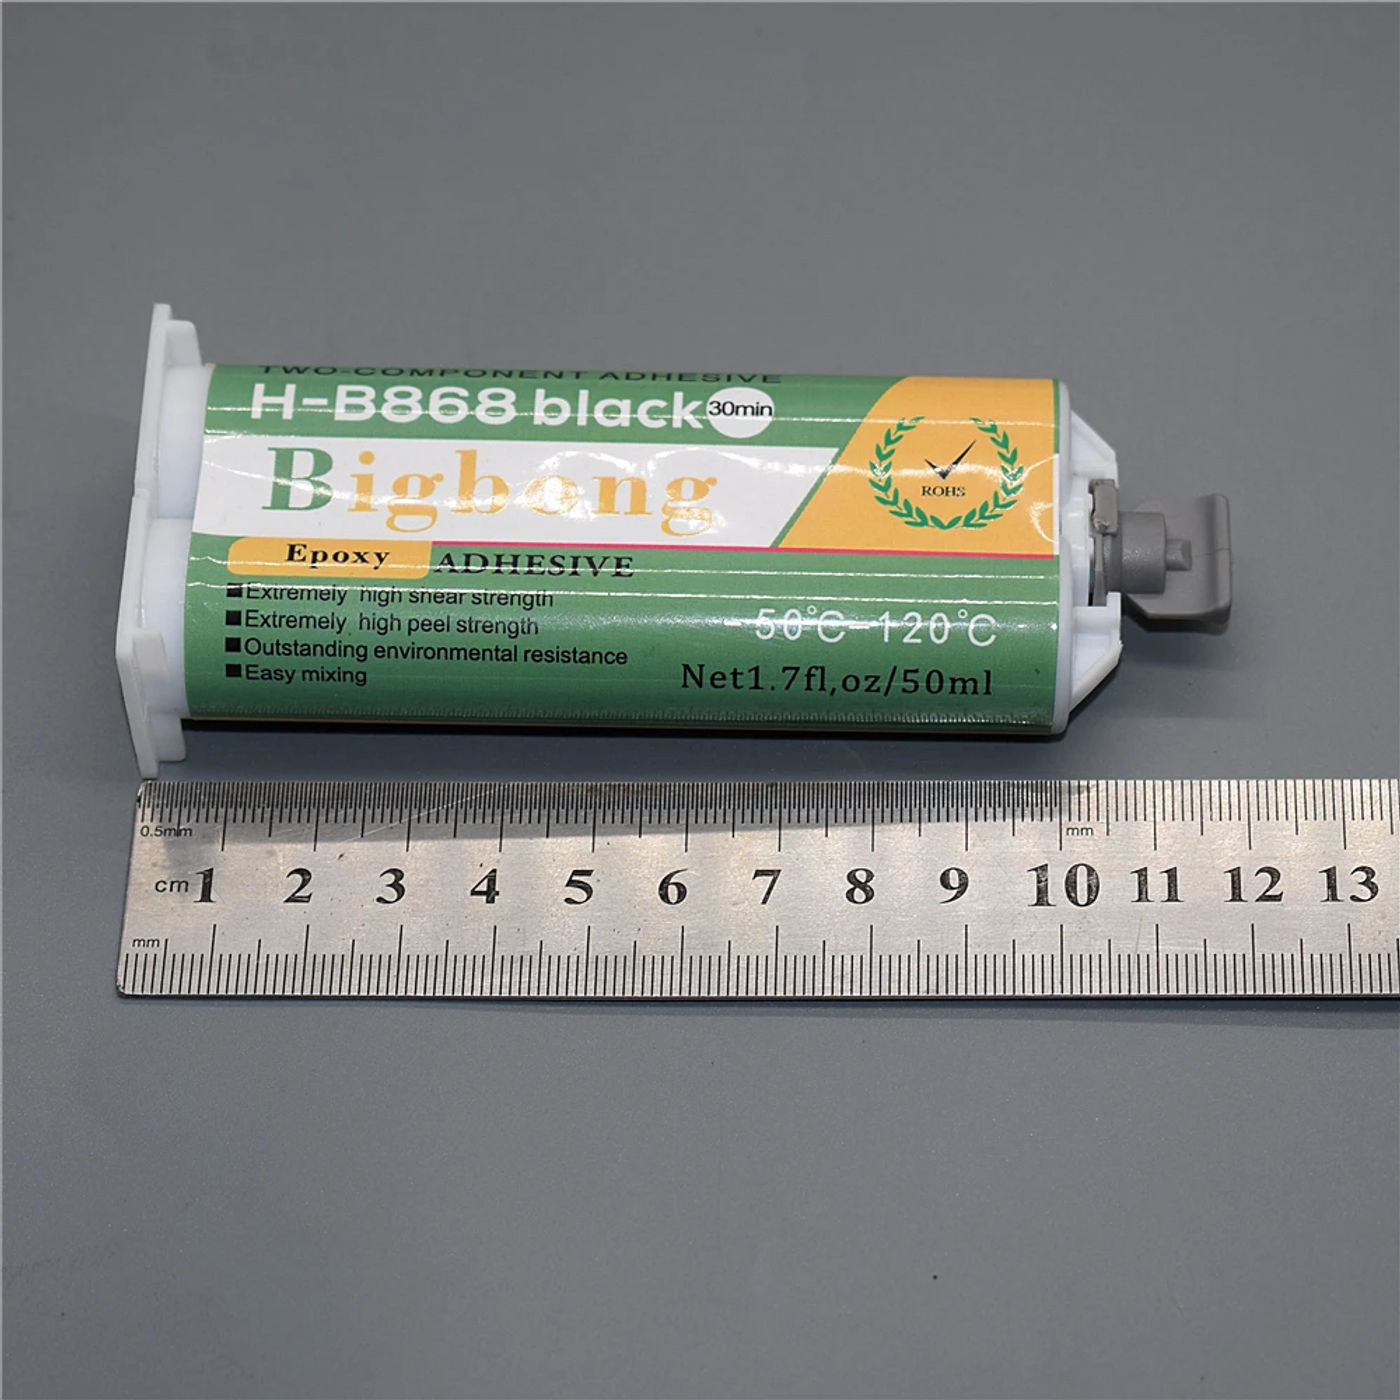 TWO-COMPONENT ADHESIVE
H-B868 black 30min
Bigbong
ROHS
Epoxy ADHESIVE
■Extremely high shear strength
■Extremely high peel strength
■Outstanding environmental resistance
■Easy mixing
-50°C-120°C
Net1.7fl,oz/50ml
0.5mm mm
cm 1 2 3 4 5 6 7 8 9 10 11 12 13
mm